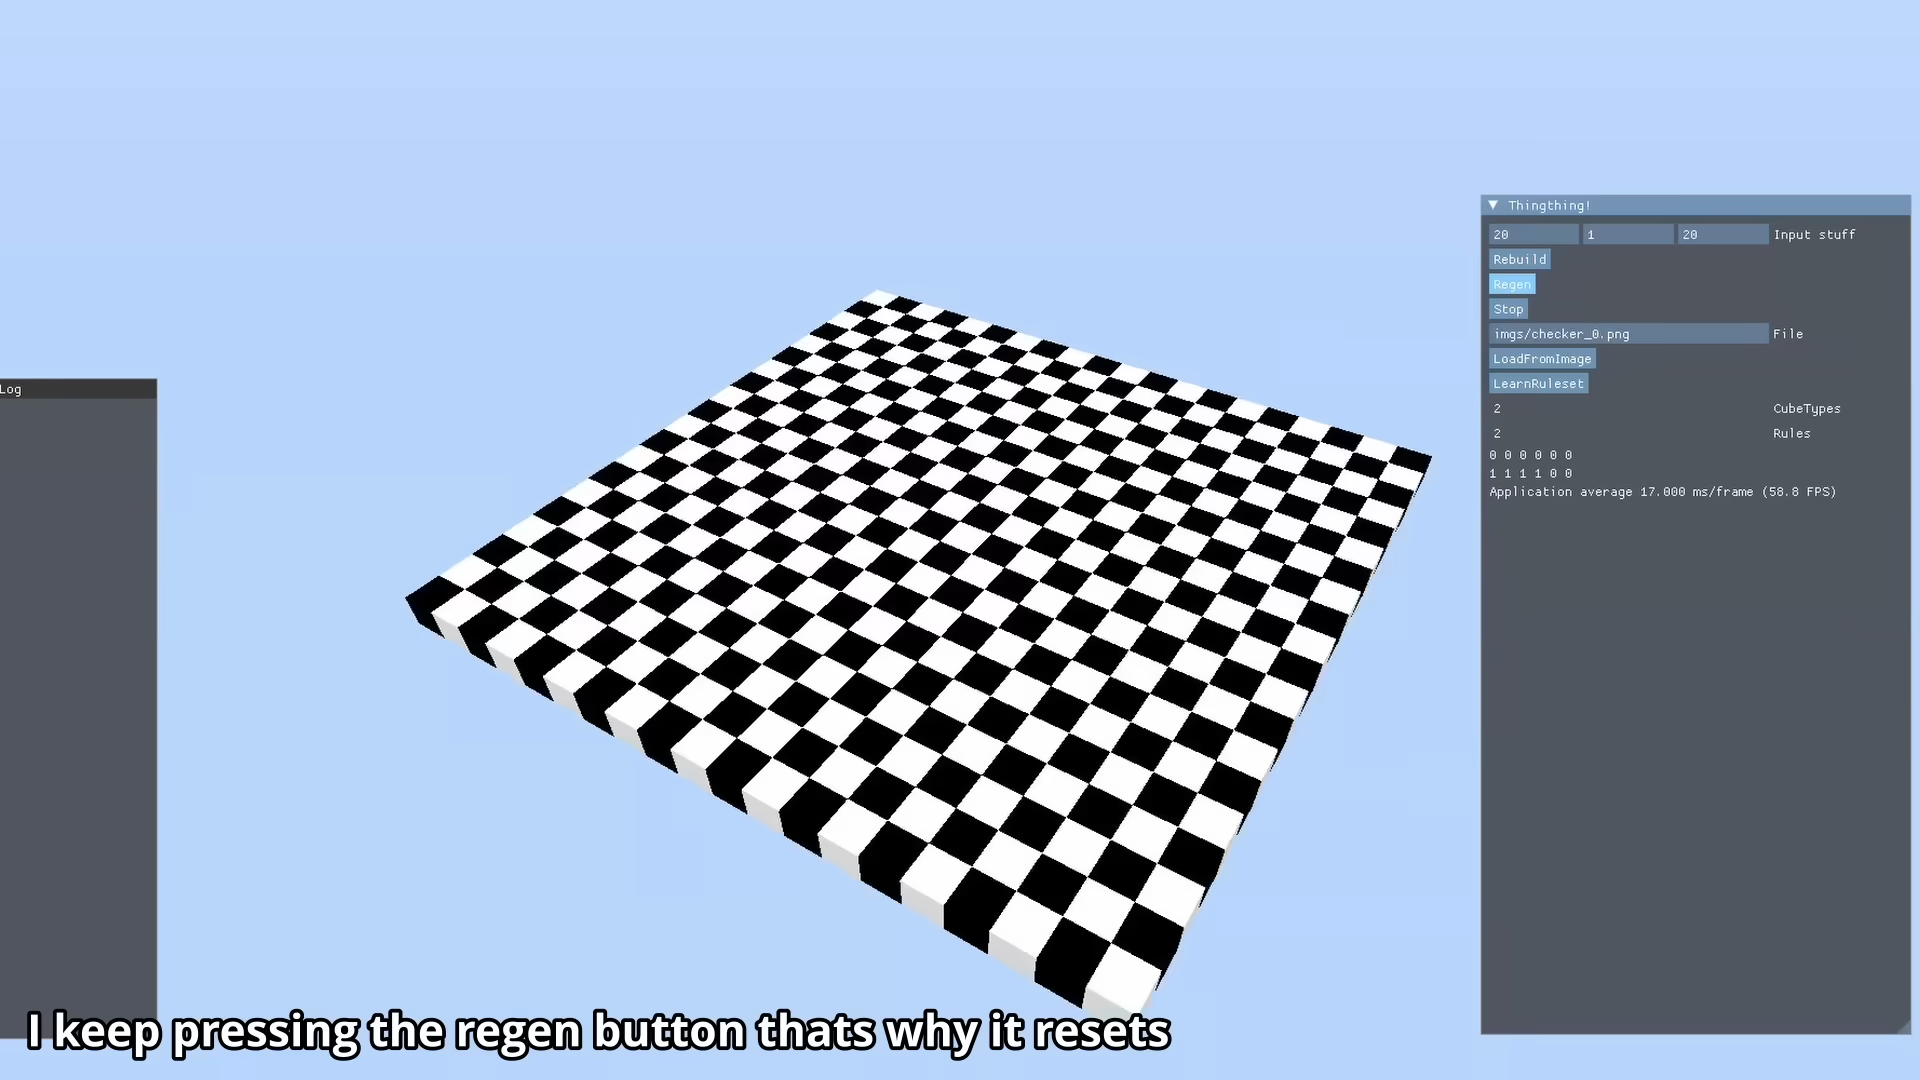 Thingthing!
20 1 20 Input stuff
Rebuild
Regen
Stop
imgs/checker_0.png File
LoadFromImage
LearnRuleset
2 CubeTypes
2 Rules
0 0 0 0 0 0
1 1 1 1 0 0
Application average 17.000 ms/frame (58.8 FPS)
Log
I keep pressing the regen button thats why it resets